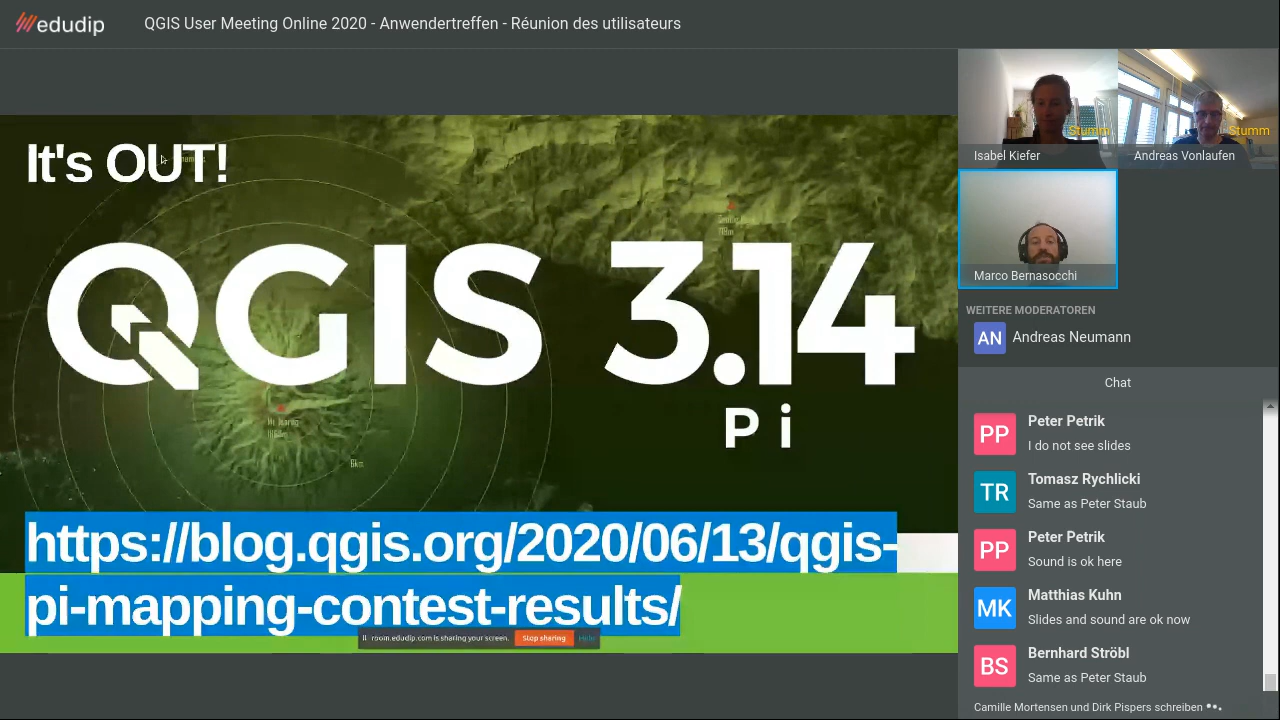 edudip
QGIS User Meeting Online 2020 - Anwendertreffen - Réunion des utilisateurs
It's OUT!
QGIS 3.14
Pi
6km
https://blog.qgis.org/2020/06/13/qgis-
pi-mapping-contest-results/
room.edudip.com is sharing your screen.
Stop sharing
Hide
Stumm
Isabel Kiefer
Stumm
Andreas Vonlaufen
Marco Bernasocchi
WEITERE MODERATOREN
AN
Andreas Neumann
Chat
PP
Peter Petrik
I do not see slides
TR
Tomasz Rychlicki
Same as Peter Staub
PP
Peter Petrik
Sound is ok here
MK
Matthias Kuhn
Slides and sound are ok now
BS
Bernhard Ströbl
Same as Peter Staub
Camille Mortensen und Dirk Pispers schreiben